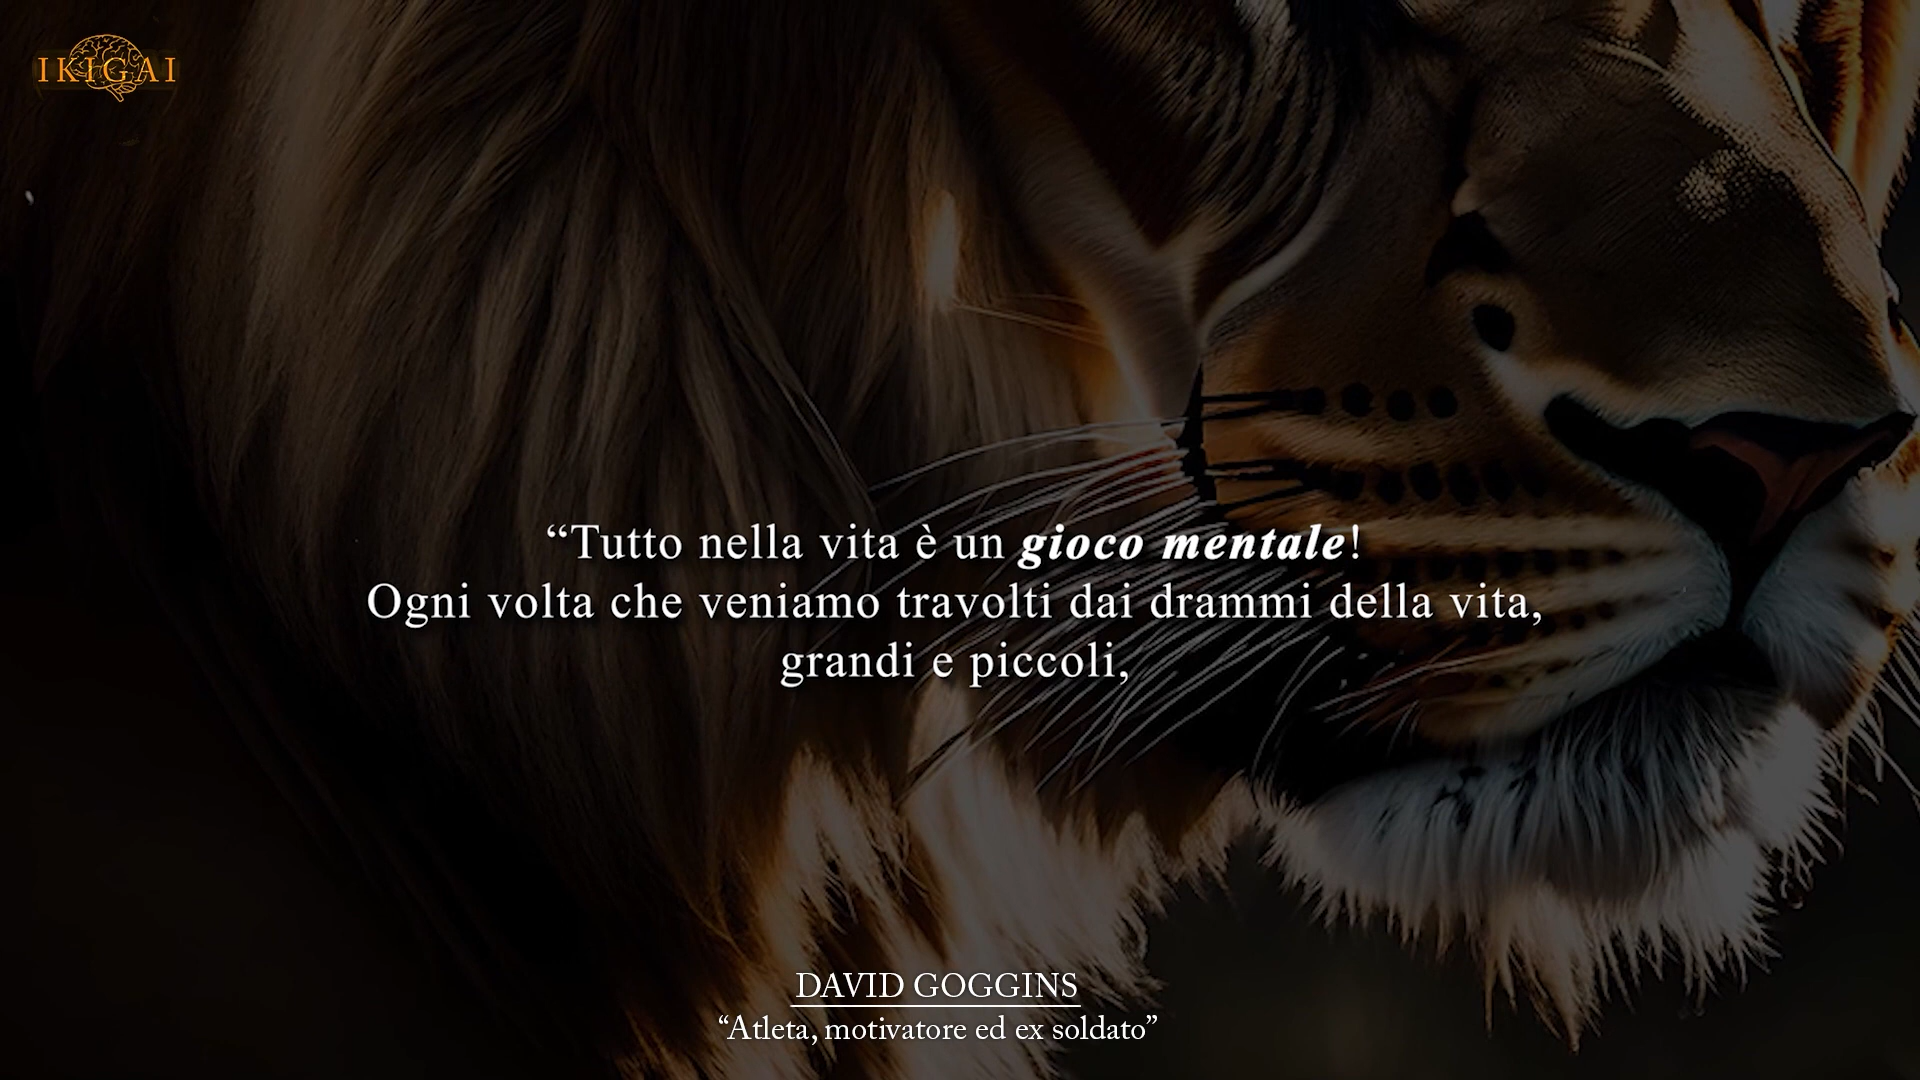 IKIGAI
“Tutto nella vita è un gioco mentale!
Ogni volta che veniamo travolti dai drammi della vita,
grandi e piccoli,
DAVID GOGGINS
“Atleta, motivatore ed ex soldato”